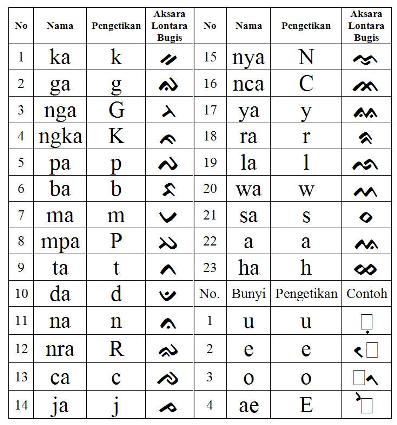 No Nama Pengetikan Aksara Lontara Bugis No Nama Pengetikan Aksara Lontara Bugis
1 ka k ᨀ 15 nya N ᨎ
2 ga g ᨁ 16 nca C ᨏ
3 nga G ᨂ 17 ya y ᨐ
4 ngka K ᨃ 18 ra r ᨑ
5 pa p ᨄ 19 la l ᨒ
6 ba b ᨅ 20 wa w ᨓ
7 ma m ᨆ 21 sa s ᨔ
8 mpa P ᨇ 22 a a ᨕ
9 ta t ᨈ 23 ha h ᨖ
10 da d ᨉ No. Bunyi Pengetikan Contoh
11 na n ᨊ 1 u u ◌ᨘ
12 nra R ᨋ 2 e e ◌ᨙ
13 ca c ᨌ 3 o o ◌ᨚ
14 ja j ᨍ 4 ae E ◌ᨛ